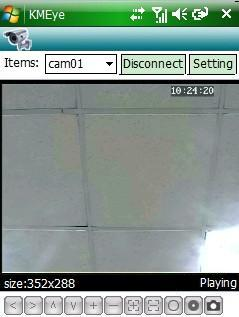 KMEye
Items: cam01 Disconnect Setting
10:24:20
size:352x288 Playing